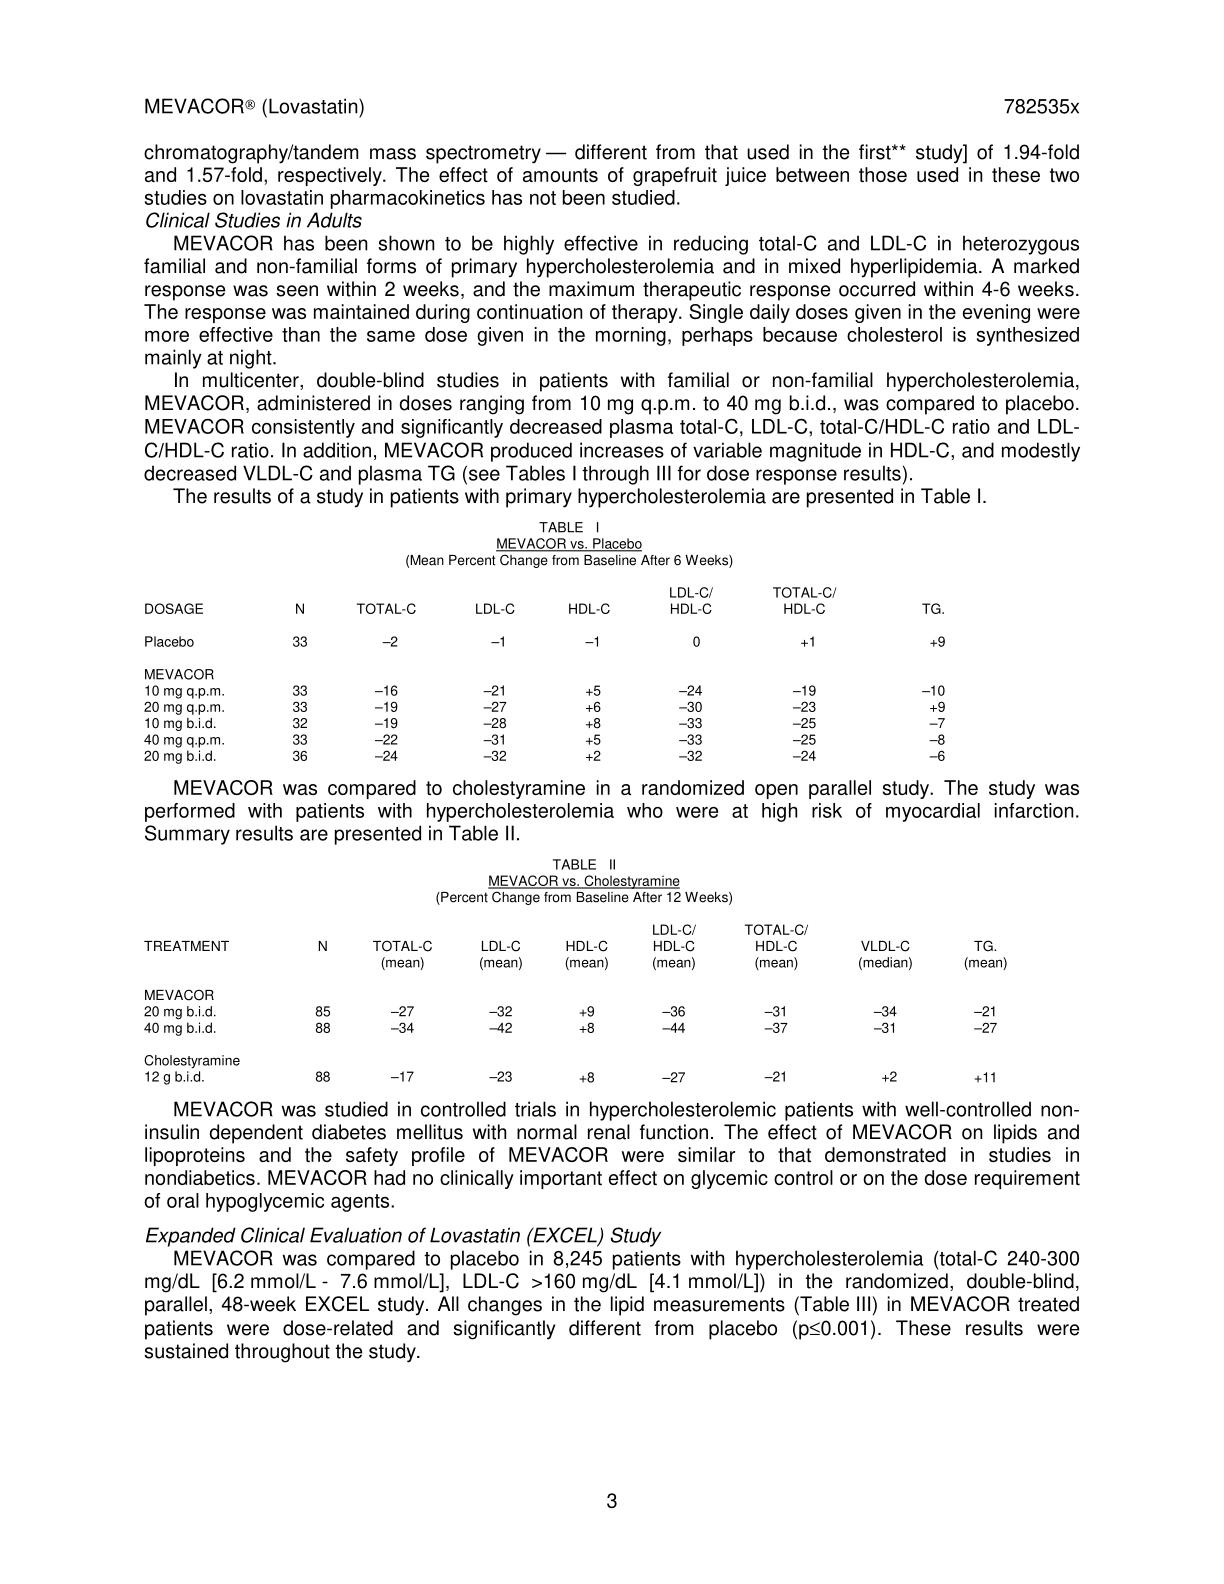 MEVACOR® (Lovastatin) 782535x
chromatography/tandem mass spectrometry — different from that used in the first** study] of 1.94-fold
and 1.57-fold, respectively. The effect of amounts of grapefruit juice between those used in these two
studies on lovastatin pharmacokinetics has not been studied.
Clinical Studies in Adults
MEVACOR has been shown to be highly effective in reducing total-C and LDL-C in heterozygous
familial and non-familial forms of primary hypercholesterolemia and in mixed hyperlipidemia. A marked
response was seen within 2 weeks, and the maximum therapeutic response occurred within 4-6 weeks.
The response was maintained during continuation of therapy. Single daily doses given in the evening were
more effective than the same dose given in the morning, perhaps because cholesterol is synthesized
mainly at night.
In multicenter, double-blind studies in patients with familial or non-familial hypercholesterolemia,
MEVACOR, administered in doses ranging from 10 mg q.p.m. to 40 mg b.i.d., was compared to placebo.
MEVACOR consistently and significantly decreased plasma total-C, LDL-C, total-C/HDL-C ratio and LDL-
C/HDL-C ratio. In addition, MEVACOR produced increases of variable magnitude in HDL-C, and modestly
decreased VLDL-C and plasma TG (see Tables I through III for dose response results).
The results of a study in patients with primary hypercholesterolemia are presented in Table I.
TABLE I
MEVACOR vs. Placebo
(Mean Percent Change from Baseline After 6 Weeks)
LDL-C/ TOTAL-C/
DOSAGE N TOTAL-C LDL-C HDL-C HDL-C HDL-C TG.
Placebo 33 –2 –1 –1 0 +1 +9
MEVACOR
10 mg q.p.m. 33 –16 –21 +5 –24 –19 –10
20 mg q.p.m. 33 –19 –27 +6 –30 –23 +9
10 mg b.i.d. 32 –19 –28 +8 –33 –25 –7
40 mg q.p.m. 33 –22 –31 +5 –33 –25 –8
20 mg b.i.d. 36 –24 –32 +2 –32 –24 –6
MEVACOR was compared to cholestyramine in a randomized open parallel study. The study was
performed with patients with hypercholesterolemia who were at high risk of myocardial infarction.
Summary results are presented in Table II.
TABLE II
MEVACOR vs. Cholestyramine
(Percent Change from Baseline After 12 Weeks)
LDL-C/ TOTAL-C/
TREATMENT N TOTAL-C LDL-C HDL-C HDL-C HDL-C VLDL-C TG.
(mean) (mean) (mean) (mean) (mean) (median) (mean)
MEVACOR
20 mg b.i.d. 85 –27 –32 +9 –36 –31 –34 –21
40 mg b.i.d. 88 –34 –42 +8 –44 –37 –31 –27
Cholestyramine
12 g b.i.d. 88 –17 –23 +8 –27 –21 +2 +11
MEVACOR was studied in controlled trials in hypercholesterolemic patients with well-controlled non-
insulin dependent diabetes mellitus with normal renal function. The effect of MEVACOR on lipids and
lipoproteins and the safety profile of MEVACOR were similar to that demonstrated in studies in
nondiabetics. MEVACOR had no clinically important effect on glycemic control or on the dose requirement
of oral hypoglycemic agents.
Expanded Clinical Evaluation of Lovastatin (EXCEL) Study
MEVACOR was compared to placebo in 8,245 patients with hypercholesterolemia (total-C 240-300
mg/dL [6.2 mmol/L - 7.6 mmol/L], LDL-C >160 mg/dL [4.1 mmol/L]) in the randomized, double-blind,
parallel, 48-week EXCEL study. All changes in the lipid measurements (Table III) in MEVACOR treated
patients were dose-related and significantly different from placebo (p≤0.001). These results were
sustained throughout the study.
3